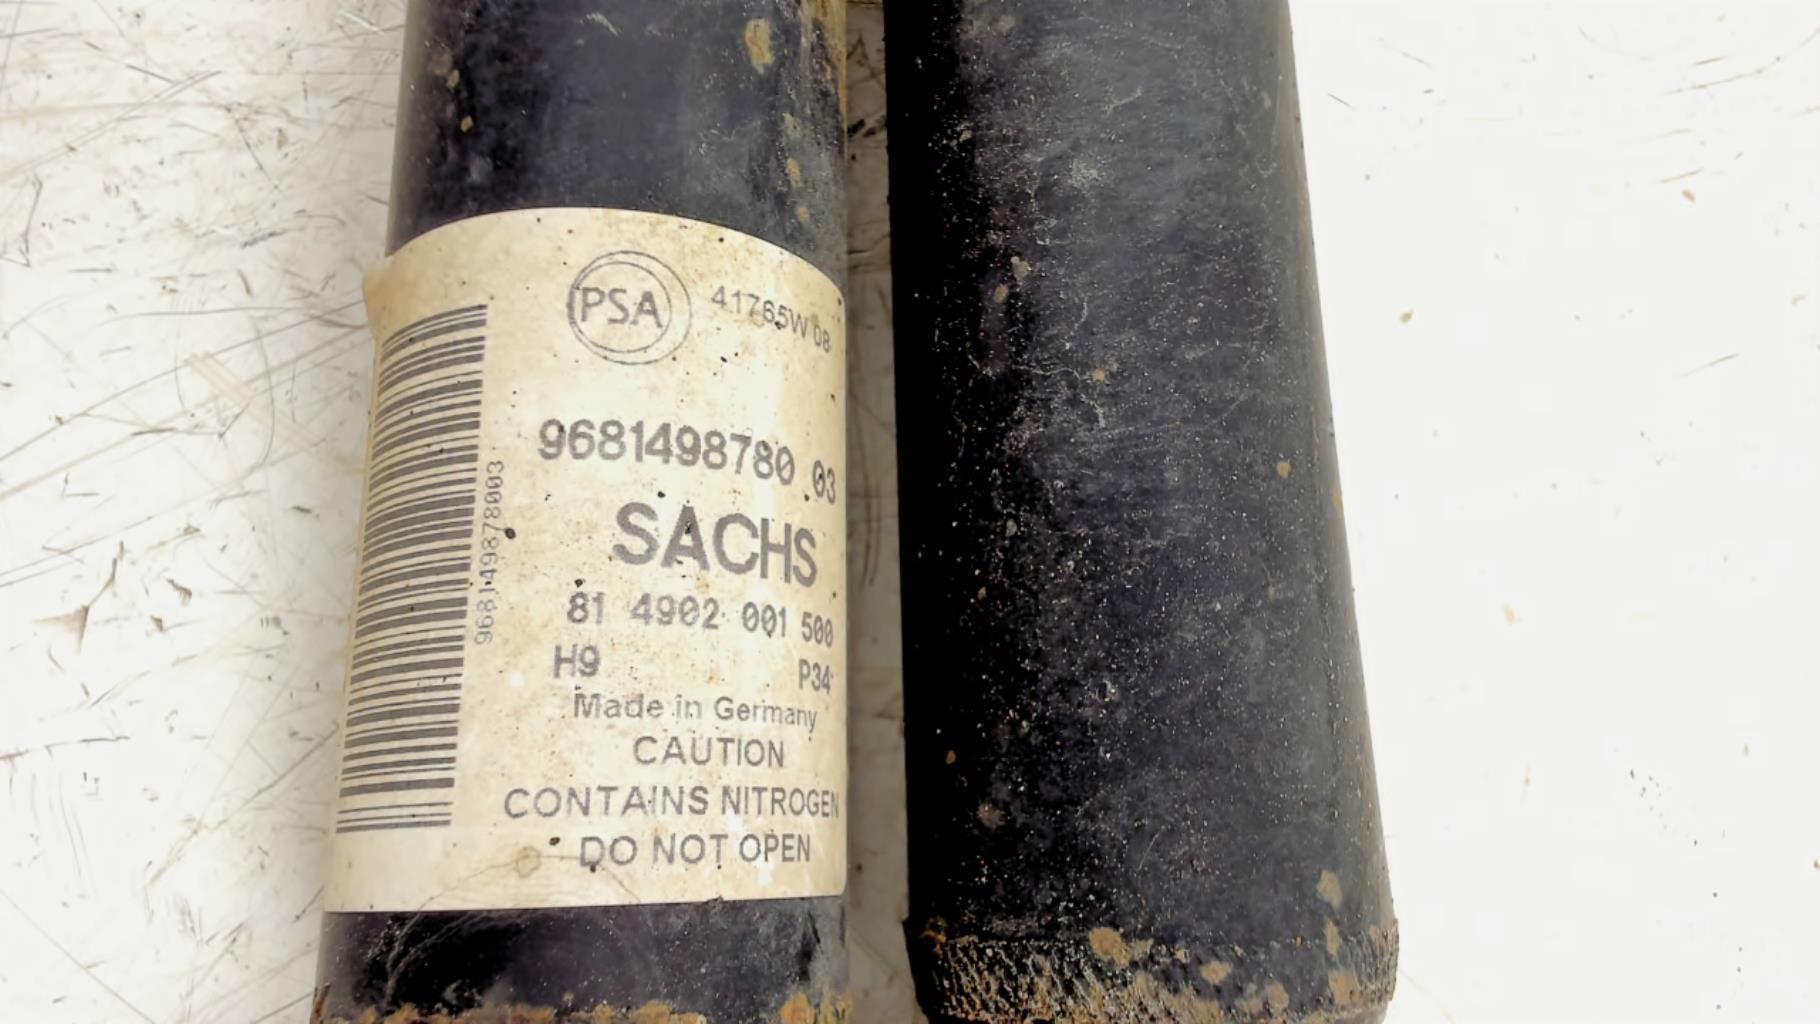 PSA
41765W 08
9681498780 03
968149878003
SACHS
81 4902 001 500
H9 P34
Made in Germany
CAUTION
CONTAINS NITROGEN
DO NOT OPEN